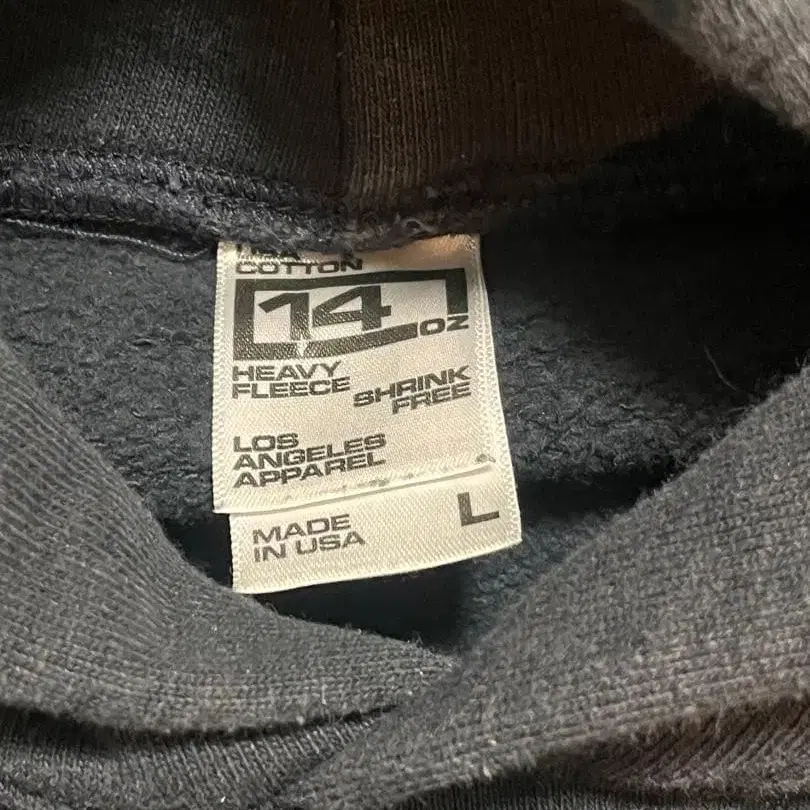 COTTON
14 OZ
HEAVY
FLEECE
SHRINK
FREE
LOS
ANGELES
APPAREL
L
MADE
IN USA